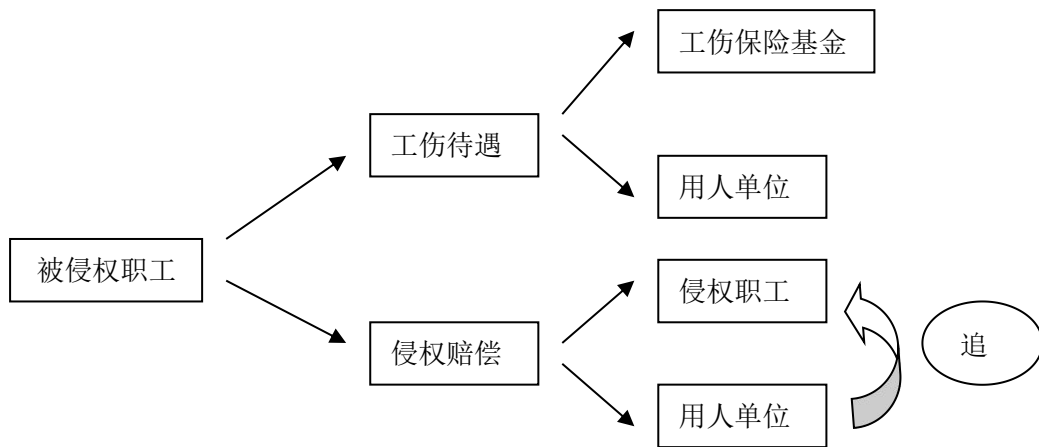 工伤保险基金
工伤待遇
用人单位
被侵权职工
侵权职工
侵权赔偿
追
用人单位